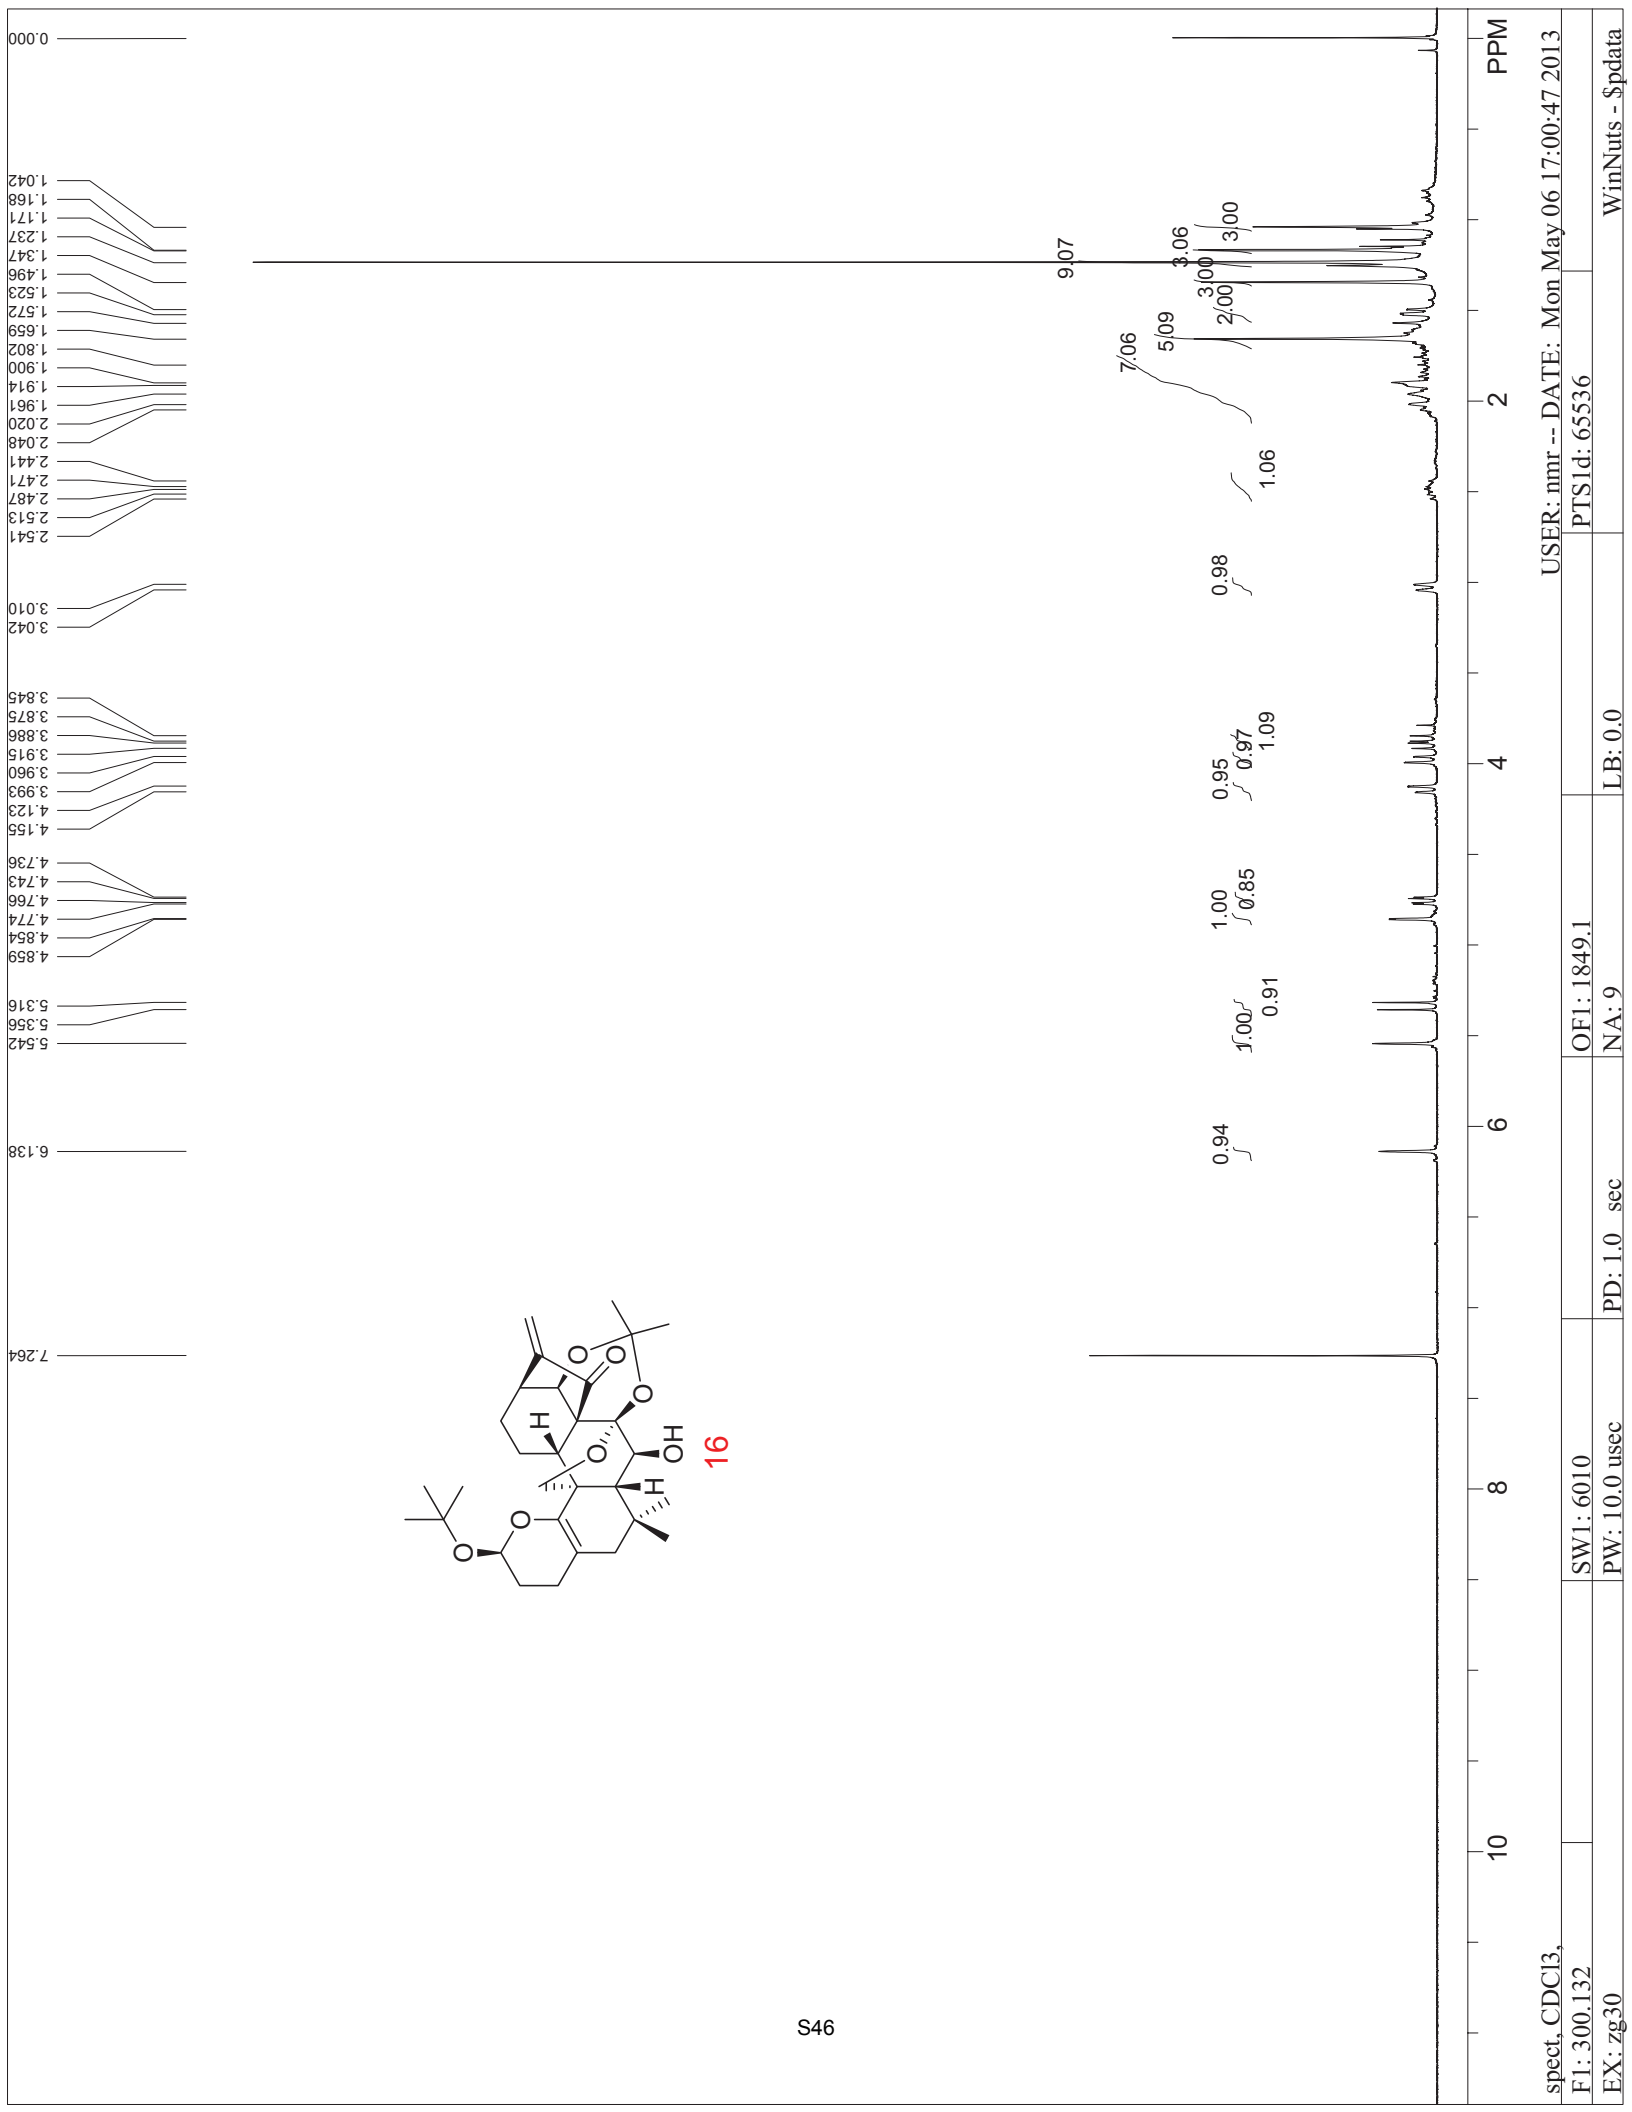 7.264
6.138
5.542
5.356
5.316
4.859
4.854
4.774
4.766
4.743
4.736
4.155
4.123
3.993
3.960
3.915
3.886
3.875
3.845
3.042
3.010
2.541
2.513
2.487
2.471
2.441
2.048
2.020
1.961
1.914
1.900
1.802
1.659
1.572
1.523
1.496
1.347
1.237
1.171
1.168
1.042
0.000
O
O
H
O
H
O
O
O
OH
16
0.94
1.00
0.91
1.00
0.85
0.95
0.97
1.09
0.98
1.06
7.06
5.09
2.00
3.00
9.07
3.06
3.00
10
8
6
4
2
PPM
spect, CDCl3,
USER: nmr -- DATE: Mon May 06 17:00:47 2013
F1: 300.132
SW1: 6010
OF1: 1849.1
PTS1d: 65536
EX: zg30
PW: 10.0 usec
PD: 1.0 sec
NA: 9
LB: 0.0
WinNuts - $pdata
S46